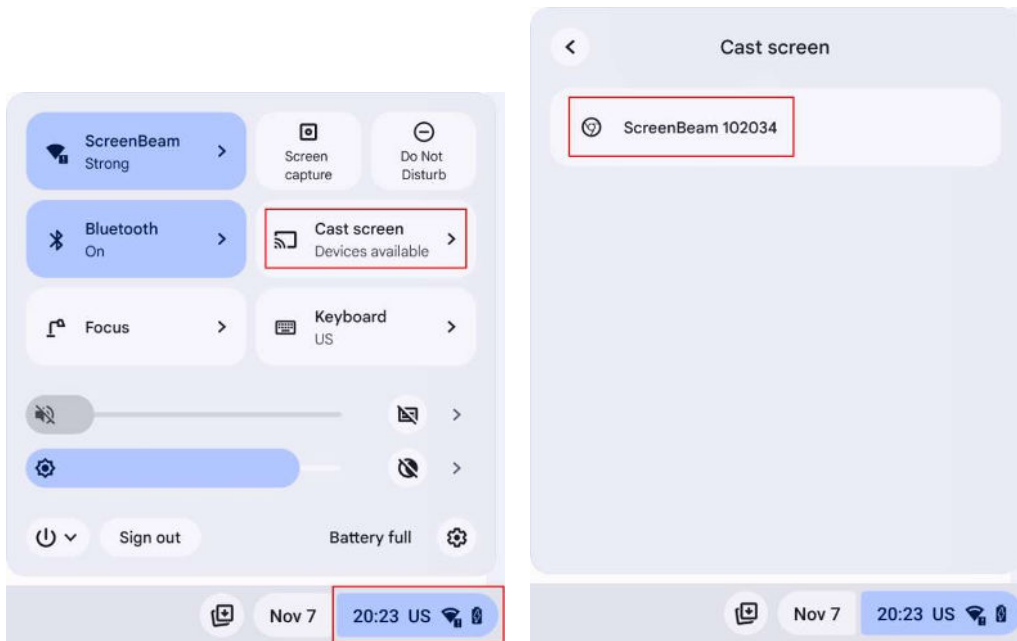 ScreenBeam
Strong
Screen
capture
Do Not
Disturb
Bluetooth
On
Cast screen
Devices available
Focus
Keyboard
US
Sign out
Battery full
Nov 7
20:23 US
Cast screen
ScreenBeam 102034
Nov 7
20:23 US